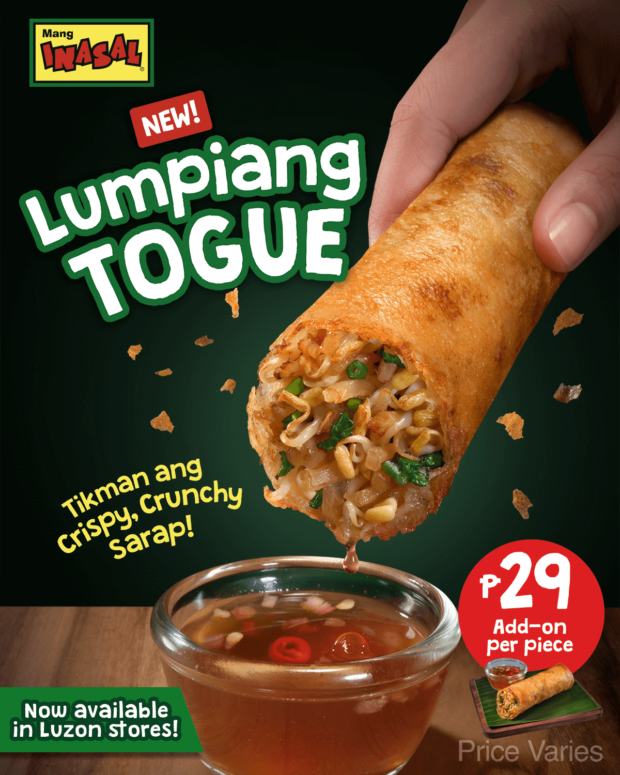 Mang
INASAL
NEW!
Lumpiang
TOGUE
Tikman ang
Crispy, Crunchy
Sarap!
₱29
Add-on
per piece
Now available
in Luzon stores!
Price Varies